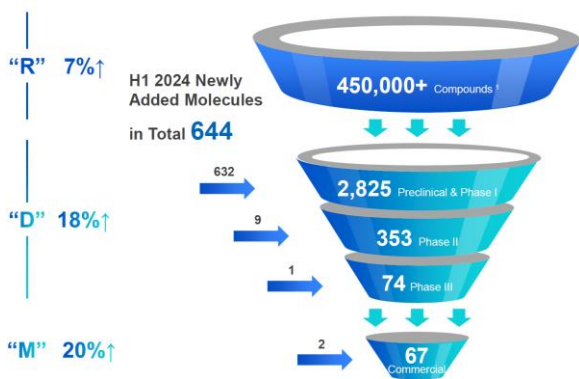 "R" 7%↑
H1 2024 Newly
Added Molecules
in Total 644
450,000+ Compounds ¹
632
2,825 Preclinical & Phase I
"D" 18%↑
9
353 Phase II
1
74 Phase III
"M" 20%↑
2
67
Commercial